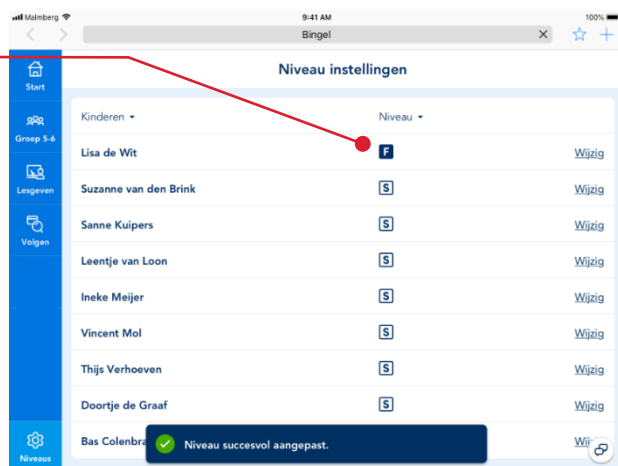 Malmberg 9:41 AM 100%
Bingel
Niveau instellingen
Start
Groep 5-6
Lesgeven
Volgen
Niveaus
Kinderen Niveau
Lisa de Wit F Wijzig
Suzanne van den Brink S Wijzig
Sanne Kuipers S Wijzig
Leentje van Loon S Wijzig
Ineke Meijer S Wijzig
Vincent Mol S Wijzig
Thijs Verhoeven S Wijzig
Doortje de Graaf S Wijzig
Bas
Niveau succesvol aangepast.